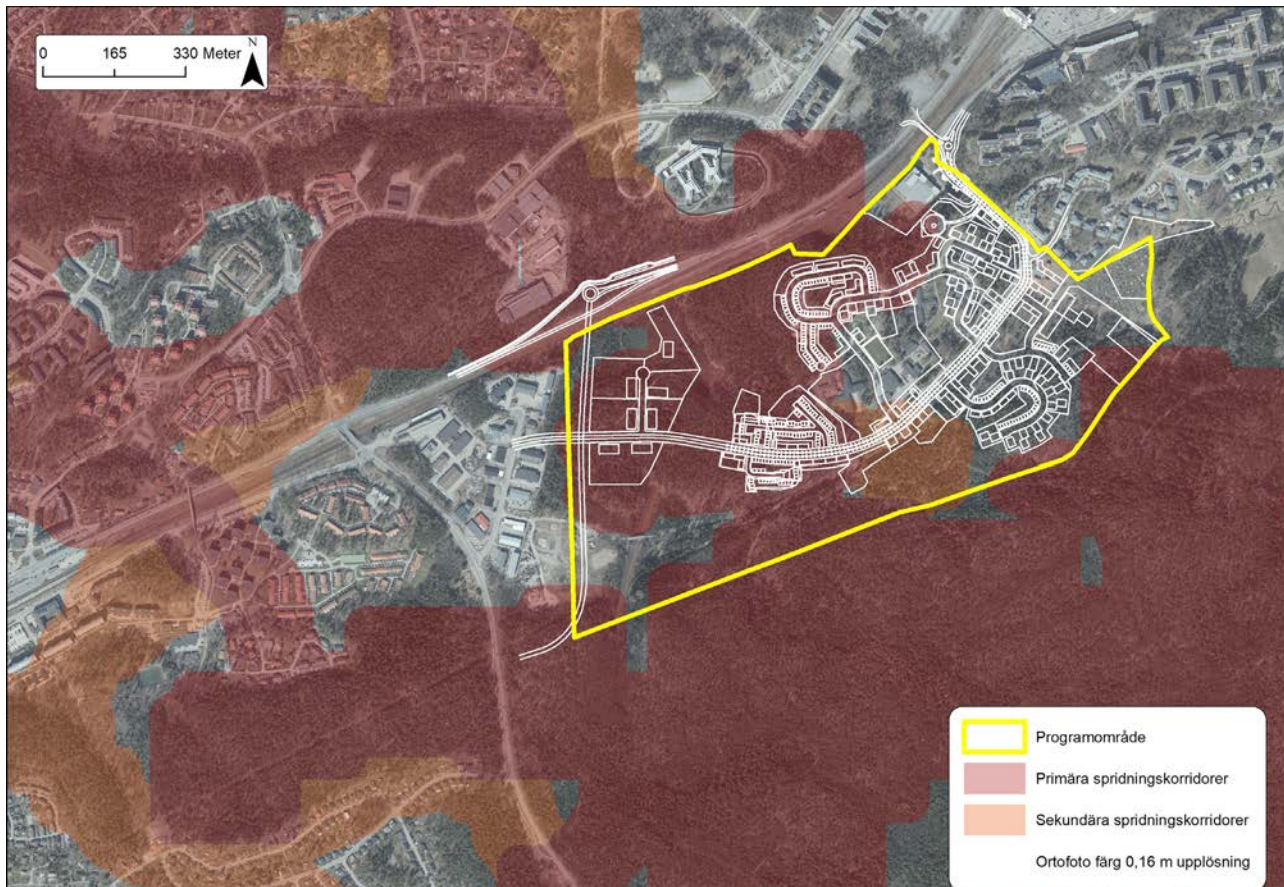 N
0 165 330 Meter
Programområde
Primära spridningskorridorer
Sekundära spridningskorridorer
Ortofoto färg 0,16 m upplösning